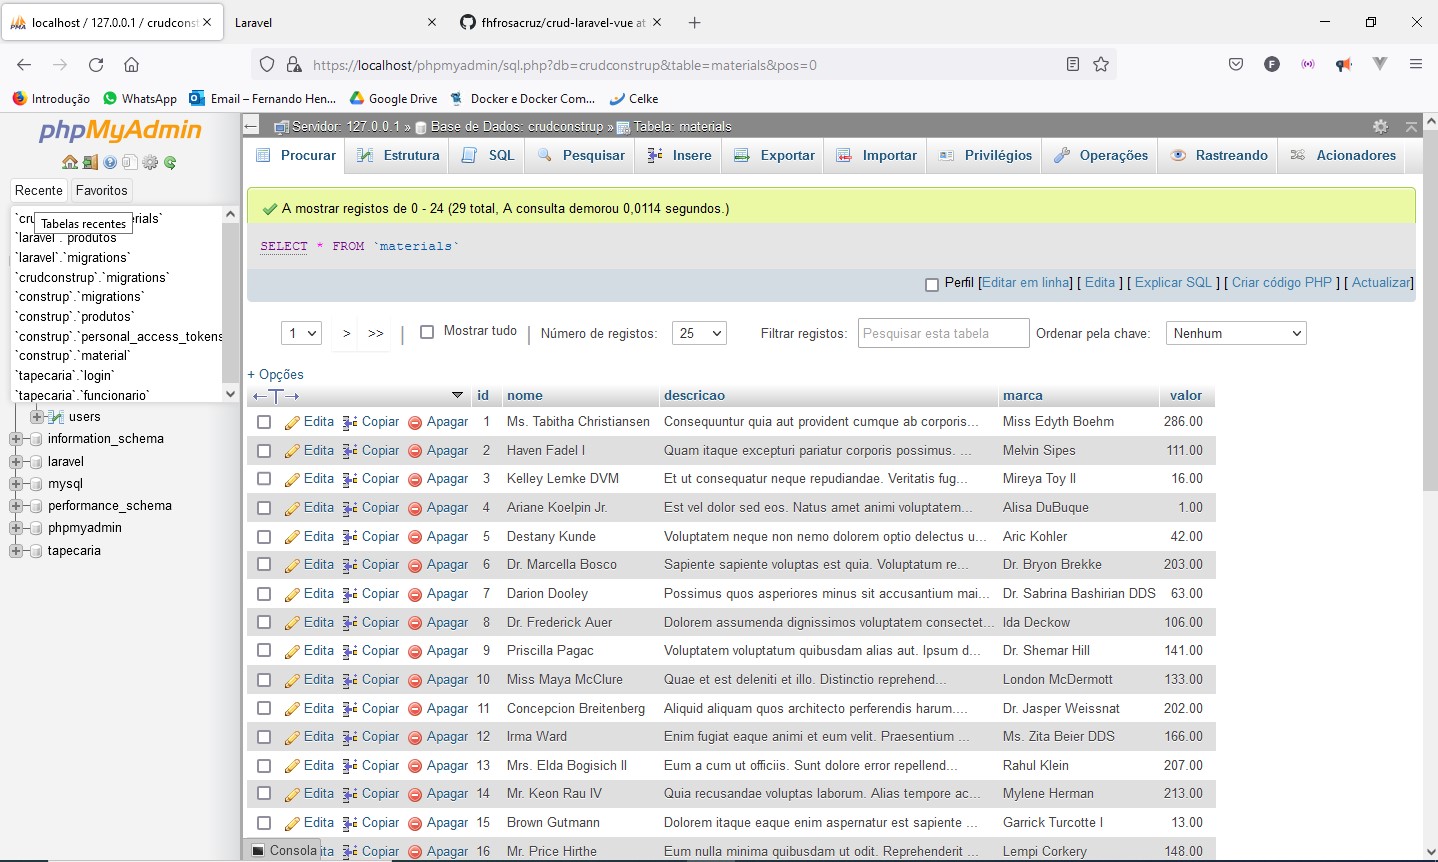 localhost / 127.0.0.1 / crudconst
Laravel
fhfrosacruz/crud-laravel-vue at
https://localhost/phpmyadmin/sql.php?db=crudconstrup&table=materials&pos=0
Introdução WhatsApp Email – Fernando Hen... Google Drive Docker e Docker Com... Celke
phpMyAdmin
Recente Favoritos
Tabelas recentes
`laravel`.`produtos`
`laravel`.`migrations`
`crudconstrup`.`migrations`
`construp`.`migrations`
`construp`.`produtos`
`construp`.`personal_access_tokens
`construp`.`material`
`tapecaria`.`login`
`tapecaria`.`funcionario`
users
information_schema
laravel
mysql
performance_schema
phpmyadmin
tapecaria
Servidor: 127.0.0.1 » Base de Dados: crudconstrup » Tabela: materials
Procurar Estrutura SQL Pesquisar Insere Exportar Importar Privilégios Operações Rastreando Acionadores
A mostrar registos de 0 - 24 (29 total, A consulta demorou 0,0114 segundos.)
SELECT * FROM `materials`
Perfil [Editar em linha] [ Edita ] [ Explicar SQL ] [ Criar código PHP ] [ Actualizar]
1 > >> | Mostrar tudo | Número de registos: 25 Filtrar registos: Pesquisar esta tabela Ordenar pela chave: Nenhum
+ Opções
←T→ id nome descricao marca valor
Edita Copiar Apagar 1 Ms. Tabitha Christiansen Consequuntur quia aut provident cumque ab corporis... Miss Edyth Boehm 286.00
Edita Copiar Apagar 2 Haven Fadel I Quam itaque excepturi pariatur corporis possimus. ... Melvin Sipes 111.00
Edita Copiar Apagar 3 Kelley Lemke DVM Et ut consequatur neque repudiandae. Veritatis fug... Mireya Toy II 16.00
Edita Copiar Apagar 4 Ariane Koelpin Jr. Est vel dolor sed eos. Natus amet animi voluptatem... Alisa DuBuque 1.00
Edita Copiar Apagar 5 Destany Kunde Voluptatem neque non nemo dolorem optio delectus u... Aric Kohler 42.00
Edita Copiar Apagar 6 Dr. Marcella Bosco Sapiente sapiente voluptas est quia. Voluptatum re... Dr. Bryon Brekke 203.00
Edita Copiar Apagar 7 Darion Dooley Possimus quos asperiores minus sit accusantium mai... Dr. Sabrina Bashirian DDS 63.00
Edita Copiar Apagar 8 Dr. Frederick Auer Dolorem assumenda dignissimos voluptatem consectet... Ida Deckow 106.00
Edita Copiar Apagar 9 Priscilla Pagac Voluptatem voluptatum quibusdam alias aut. Ipsum d... Dr. Shemar Hill 141.00
Edita Copiar Apagar 10 Miss Maya McClure Quae et est deleniti et illo. Distinctio reprehend... London McDermott 133.00
Edita Copiar Apagar 11 Concepcion Breitenberg Aliquid aliquam quos architecto perferendis harum.... Dr. Jasper Weissnat 202.00
Edita Copiar Apagar 12 Irma Ward Enim fugiat eaque animi et eum velit. Praesentium ... Ms. Zita Beier DDS 166.00
Edita Copiar Apagar 13 Mrs. Elda Bogisich II Eum a cum ut officiis. Sunt dolore error repellend... Rahul Klein 207.00
Edita Copiar Apagar 14 Mr. Keon Rau IV Quia recusandae voluptas laborum. Alias tempore ac... Mylene Herman 213.00
Edita Copiar Apagar 15 Brown Gutmann Dolorem itaque eaque enim aspernatur est sapiente ... Garrick Turcotte I 13.00
Consola Copiar Apagar 16 Mr. Price Hirthe Eum nulla minima quibusdam ut odit. Reprehenderit ... Lempi Corkery 148.00